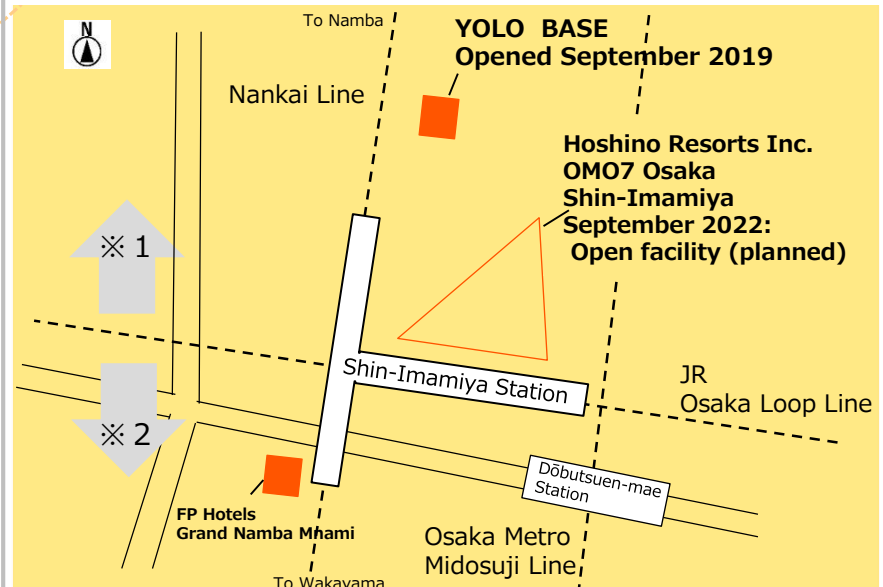 N
To Namba
YOLO BASE
Opened September 2019
Nankai Line
Hoshino Resorts Inc.
OMO7 Osaka
Shin-Imamiya
September 2022:
Open facility (planned)
※１
Shin-Imamiya Station
JR
Osaka Loop Line
※２
Dōbutsuen-mae
Station
FP Hotels
Grand Namba Minami
Osaka Metro
Midosuji Line
To Wakayama